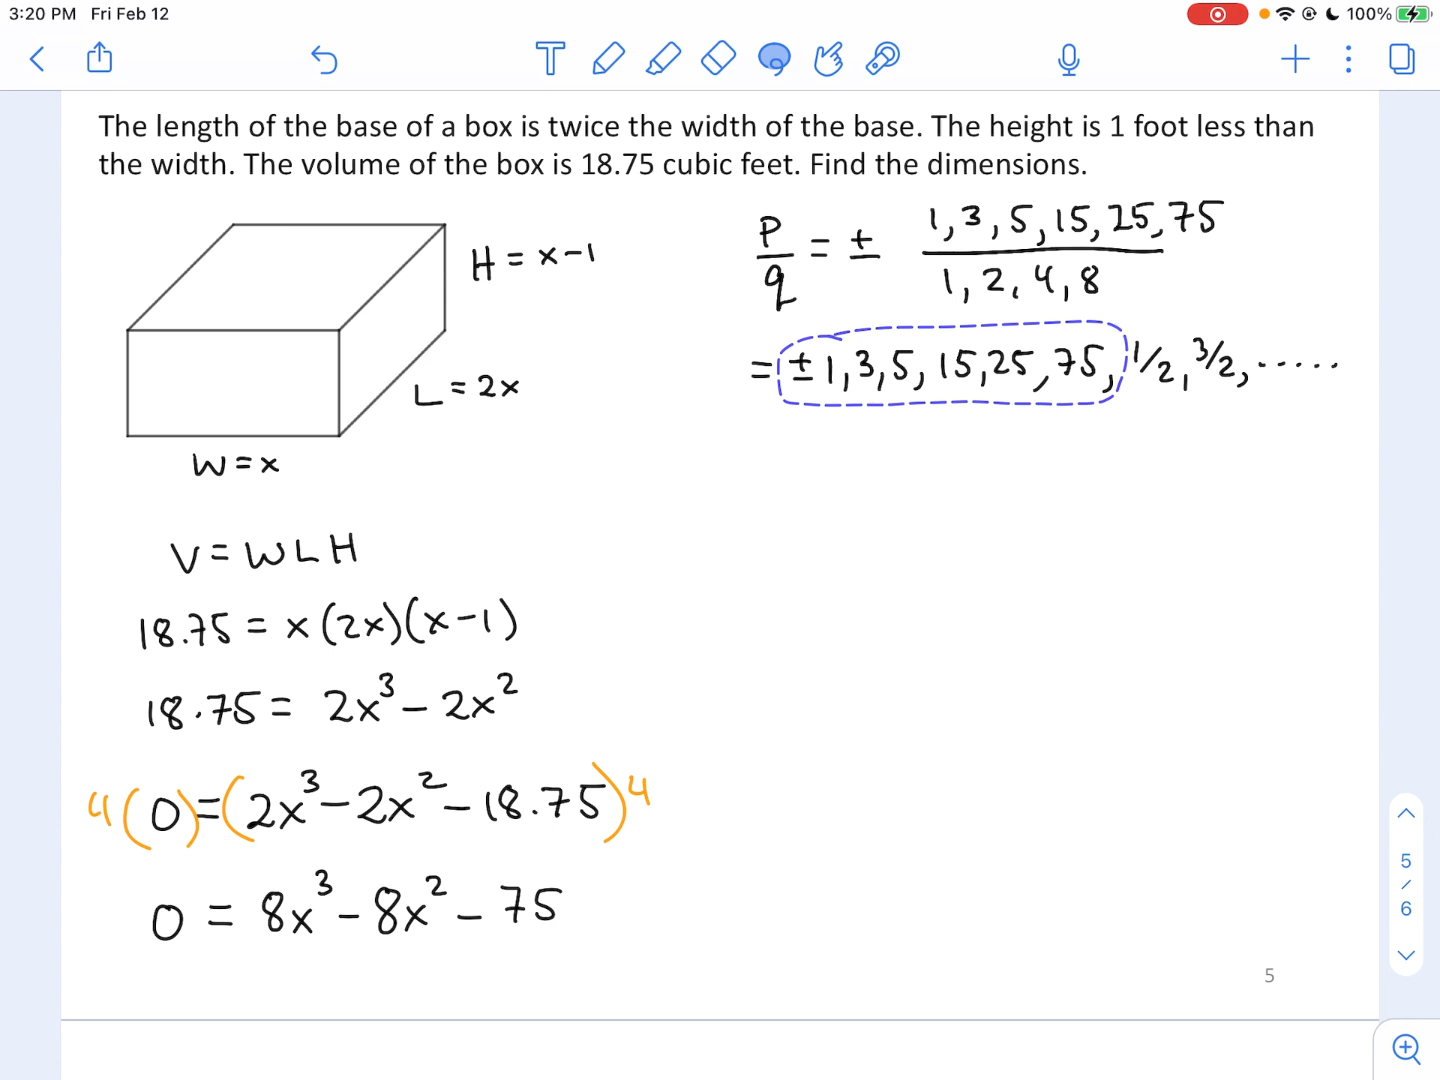 3:20 PM Fri Feb 12
100%
The length of the base of a box is twice the width of the base. The height is 1 foot less than
the width. The volume of the box is 18.75 cubic feet. Find the dimensions.
H = x-1
L = 2x
W = x
V = WLH
18.75 = x(2x)(x-1)
18.75 = 2x³ - 2x²
4(0)=(2x³-2x²-18.75)4
0 = 8x³ - 8x² - 75
P/q = ± 1,3,5,15,25,75 / 1,2,4,8
= ± 1,3,5,15,25,75, 1/2, 3/2, .....
5
/
6
5